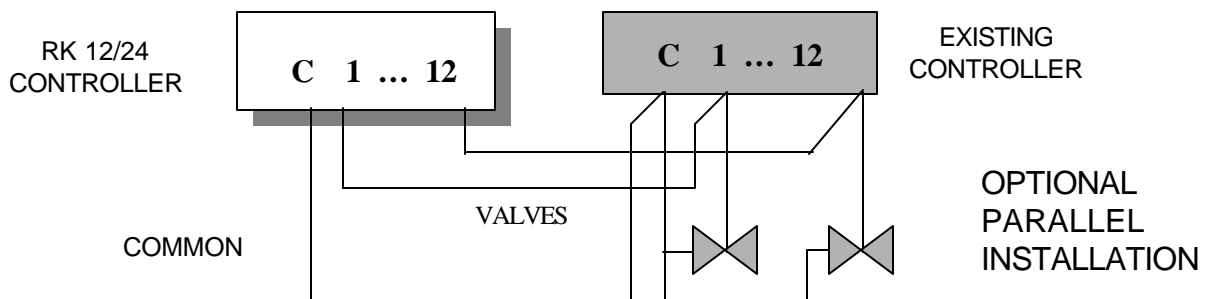 RK 12/24
CONTROLLER
C 1 ... 12
C 1 ... 12
EXISTING
CONTROLLER
VALVES
COMMON
OPTIONAL
PARALLEL
INSTALLATION